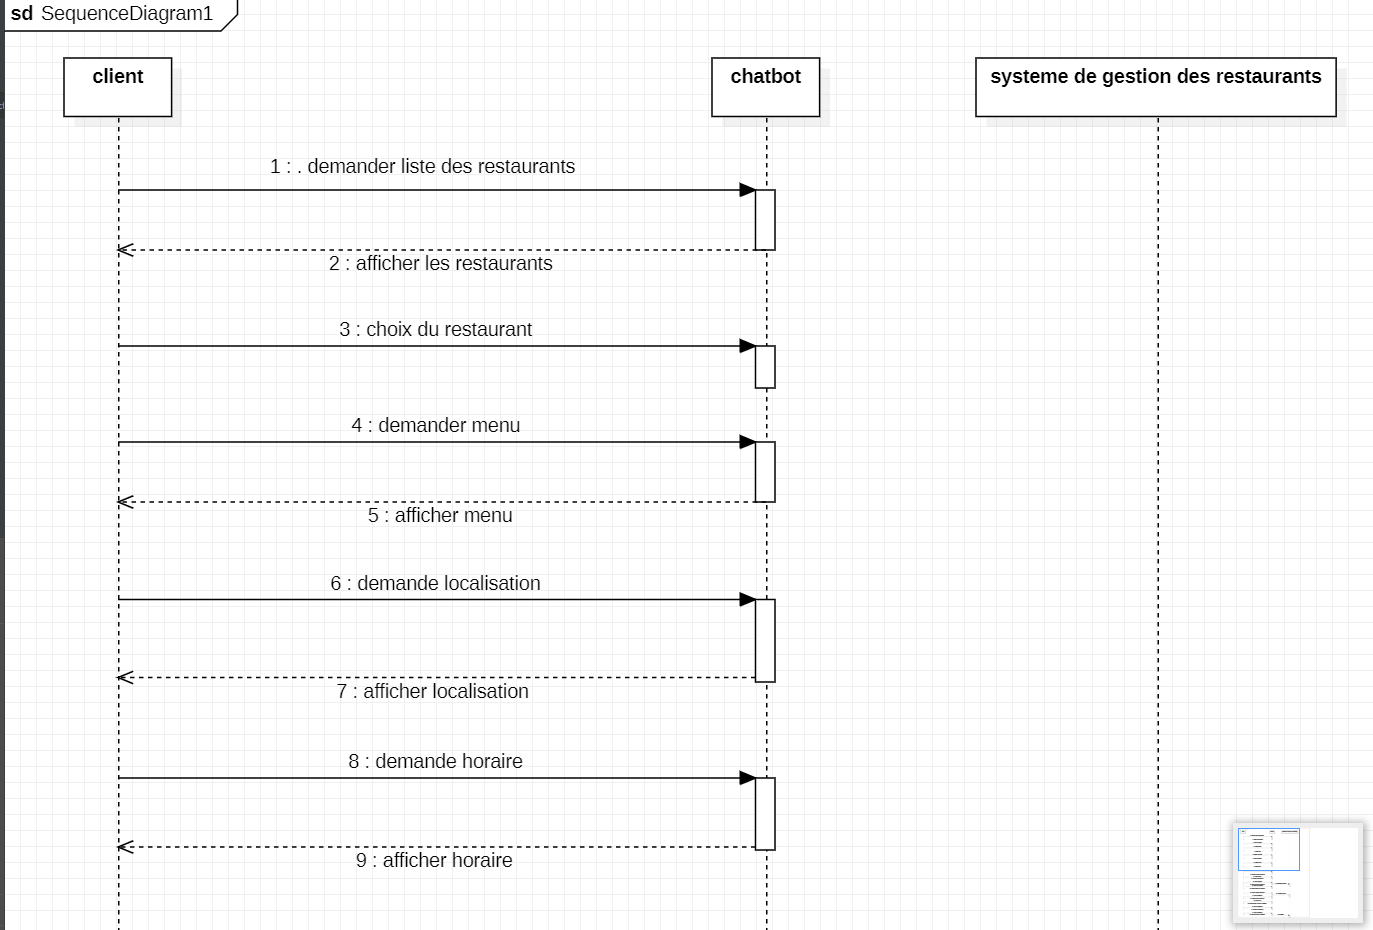 sd SequenceDiagram1
client
chatbot
systeme de gestion des restaurants
1 : . demander liste des restaurants
2 : afficher les restaurants
3 : choix du restaurant
4 : demander menu
5 : afficher menu
6 : demande localisation
7 : afficher localisation
8 : demande horaire
9 : afficher horaire